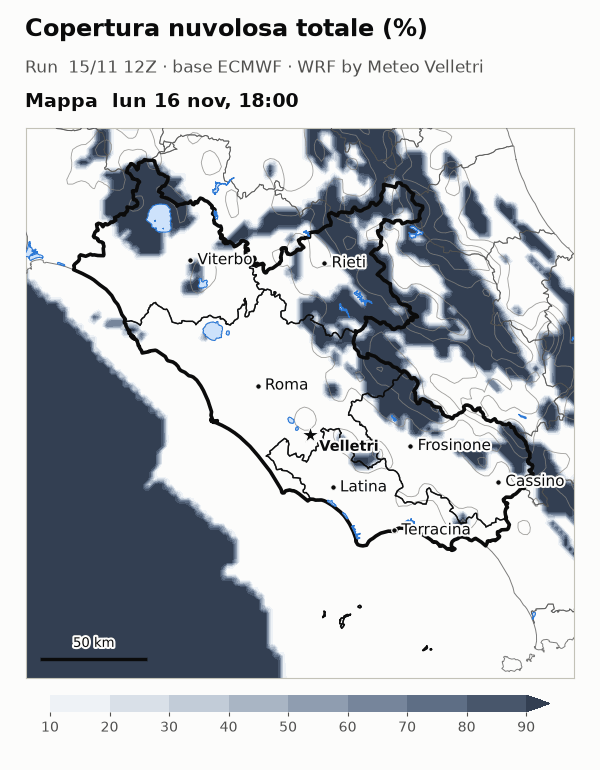 Copertura nuvolosa totale (%)
Run  15/11 12Z · base ECMWF · WRF by Meteo Velletri
Mappa  lun 16 nov, 18:00
Viterbo
Rieti
Roma
Velletri
Frosinone
Cassino
Latina
Terracina
50 km
10 20 30 40 50 60 70 80 90